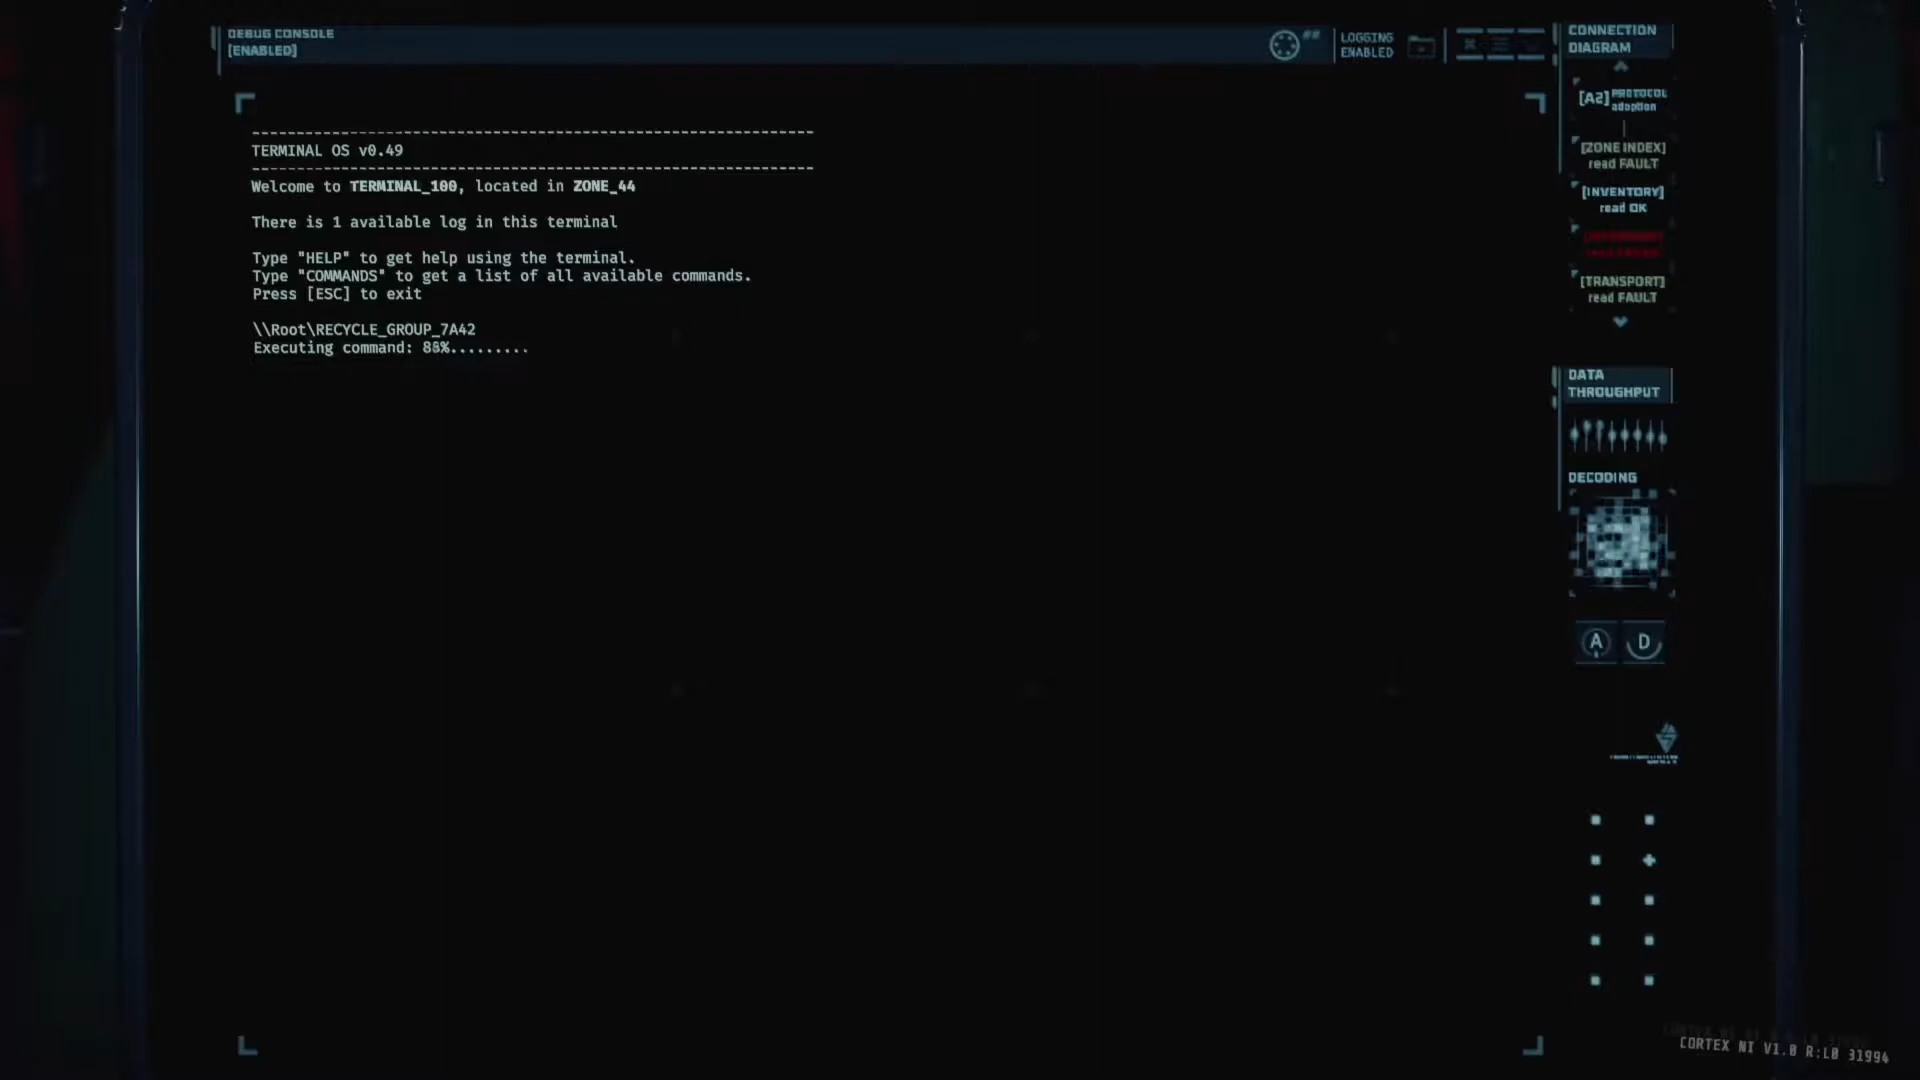 DEBUG CONSOLE
[ENABLED]
LOGGING
ENABLED
----------------------------------------------------------------
TERMINAL OS v0.49
----------------------------------------------------------------
Welcome to TERMINAL_100, located in ZONE_44
There is 1 available log in this terminal
Type "HELP" to get help using the terminal.
Type "COMMANDS" to get a list of all available commands.
Press [ESC] to exit
\\Root\RECYCLE_GROUP_7A42
Executing command: 88%.........
CONNECTION
DIAGRAM
[A2] PROTOCOL
adoption
[ZONE INDEX]
read FAULT
[INVENTORY]
read OK
[TRANSPORT]
read FAULT
DATA
THROUGHPUT
DECODING
A D
CORTEX NI V1.0 R:L0 31994